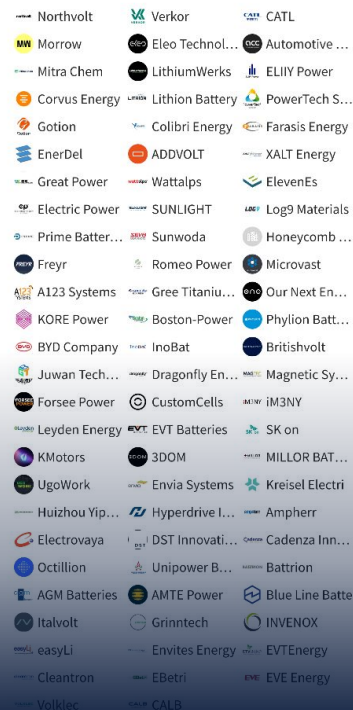 Northvolt Verkor CATL
Morrow Eleo Technol... Automotive ...
Mitra Chem LithiumWerks ELIIY Power
Corvus Energy Lithion Battery PowerTech S...
Gotion Colibri Energy Farasis Energy
EnerDel ADDVOLT XALT Energy
Great Power Wattalps ElevenEs
Electric Power SUNLIGHT Log9 Materials
Prime Batter... Sunwoda Honeycomb ...
Freyr Romeo Power Microvast
A123 Systems Gree Titaniu... Our Next En...
KORE Power Boston-Power Phylion Batt...
BYD Company InoBat Britishvolt
Juwan Tech... Dragonfly En... Magnetic Sy...
Forsee Power CustomCells iM3NY
Leyden Energy EVT Batteries SK on
KMotors 3DOM MILLOR BAT...
UgoWork Envia Systems Kreisel Electri
Huizhou Yip... Hyperdrive I... Ampherr
Electrovaya DST Innovati... Cadenza Inn...
Octillion Unipower B... Battrion
AGM Batteries AMTE Power Blue Line Batte
Italvolt Grinntech INVENOX
easyLi Envites Energy EVTEnergy
Cleantron EBetri EVE Energy
Volklec CALB